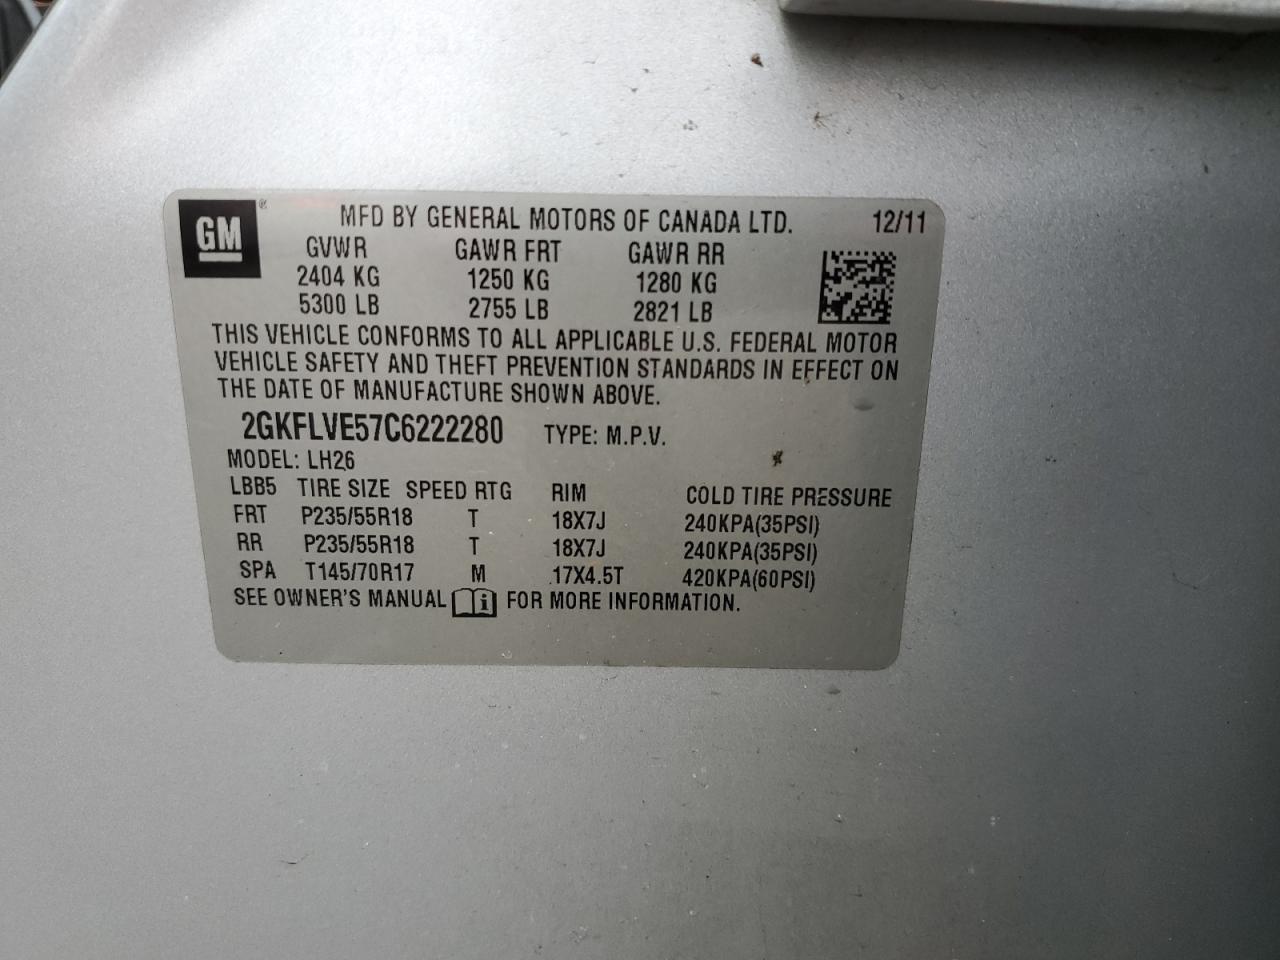 GM ® MFD BY GENERAL MOTORS OF CANADA LTD. 12/11
GVWR GAWR FRT GAWR RR
2404 KG 1250 KG 1280 KG
5300 LB 2755 LB 2821 LB
THIS VEHICLE CONFORMS TO ALL APPLICABLE U.S. FEDERAL MOTOR
VEHICLE SAFETY AND THEFT PREVENTION STANDARDS IN EFFECT ON
THE DATE OF MANUFACTURE SHOWN ABOVE.
2GKFLVE57C6222280 TYPE: M.P.V.
MODEL: LH26
LBB5 TIRE SIZE SPEED RTG RIM COLD TIRE PRESSURE
FRT P235/55R18 T 18X7J 240KPA(35PSI)
RR P235/55R18 T 18X7J 240KPA(35PSI)
SPA T145/70R17 M 17X4.5T 420KPA(60PSI)
SEE OWNER'S MANUAL FOR MORE INFORMATION.